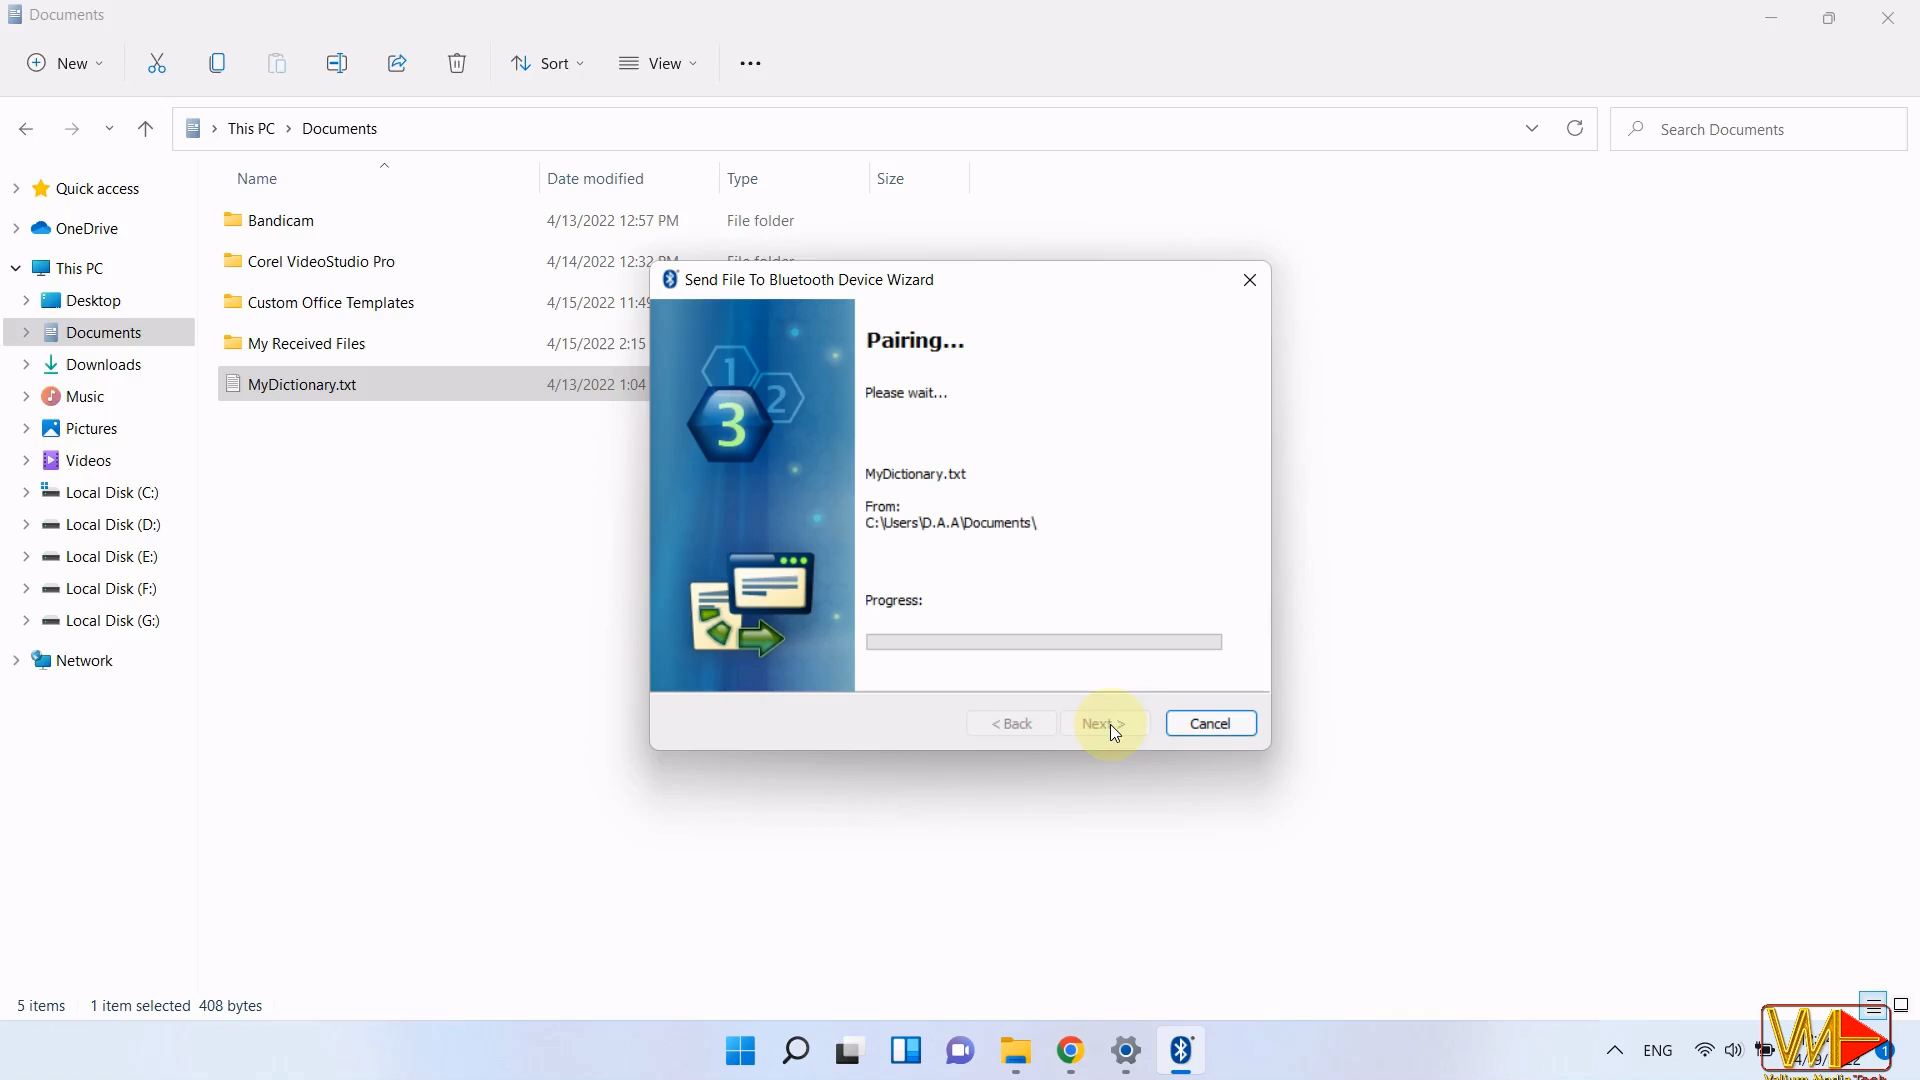 Documents
New
Sort
View
This PC > Documents
Search Documents
Name
Date modified
Type
Size
Quick access
OneDrive
This PC
Desktop
Documents
Downloads
Music
Pictures
Videos
Local Disk (C:)
Local Disk (D:)
Local Disk (E:)
Local Disk (F:)
Local Disk (G:)
Network
Bandicam 4/13/2022 12:57 PM File folder
Corel VideoStudio Pro 4/14/2022 12:32 PM File folder
Custom Office Templates 4/15/2022 11:49
My Received Files 4/15/2022 2:15
MyDictionary.txt 4/13/2022 1:04
Send File To Bluetooth Device Wizard
1
2
3
Pairing...
Please wait...
MyDictionary.txt
From:
C:\Users\D.A.A\Documents\
Progress:
< Back
Next >
Cancel
5 items
1 item selected 408 bytes
ENG
1